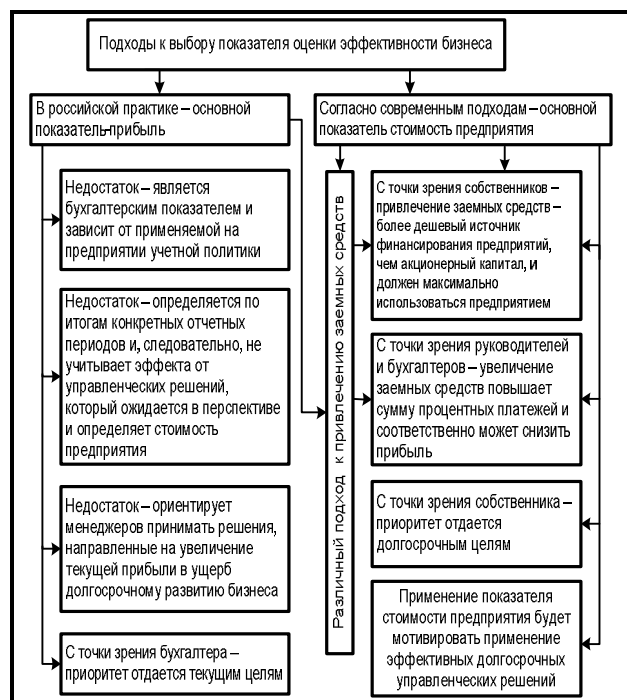 Подходы к выбору показателя оценки эффективности бизнеса
В российской практике – основной
показатель-прибыль
Согласно современным подходам – основной
показатель стоимость предприятия
Недостаток – является
бухгалтерским показателем и
зависит от применяемой на
предприятии учетной политики
Недостаток – определяется по
итогам конкретных отчетных
периодов и, следовательно, не
учитывает эффекта от
управленческих решений,
который ожидается в перспективе
и определяет стоимость
предприятия
Недостаток – ориентирует
менеджеров принимать решения,
направленные на увеличение
текущей прибыли в ущерб
долгосрочному развитию бизнеса
С точки зрения бухгалтера –
приоритет отдается текущим целям
Различный подход к привлечению заемных средств
С точки зрения собственников –
привлечение заемных средств –
более дешевый источник
финансирования предприятий,
чем акционерный капитал, и
должен максимально
использоваться предприятием
С точки зрения руководителей
и бухгалтеров – увеличение
заемных средств повышает
сумму процентных платежей и
соответственно может снизить
прибыль
С точки зрения собственника –
приоритет отдается
долгосрочным целям
Применение показателя
стоимости предприятия будет
мотивировать применение
эффективных долгосрочных
управленческих решений